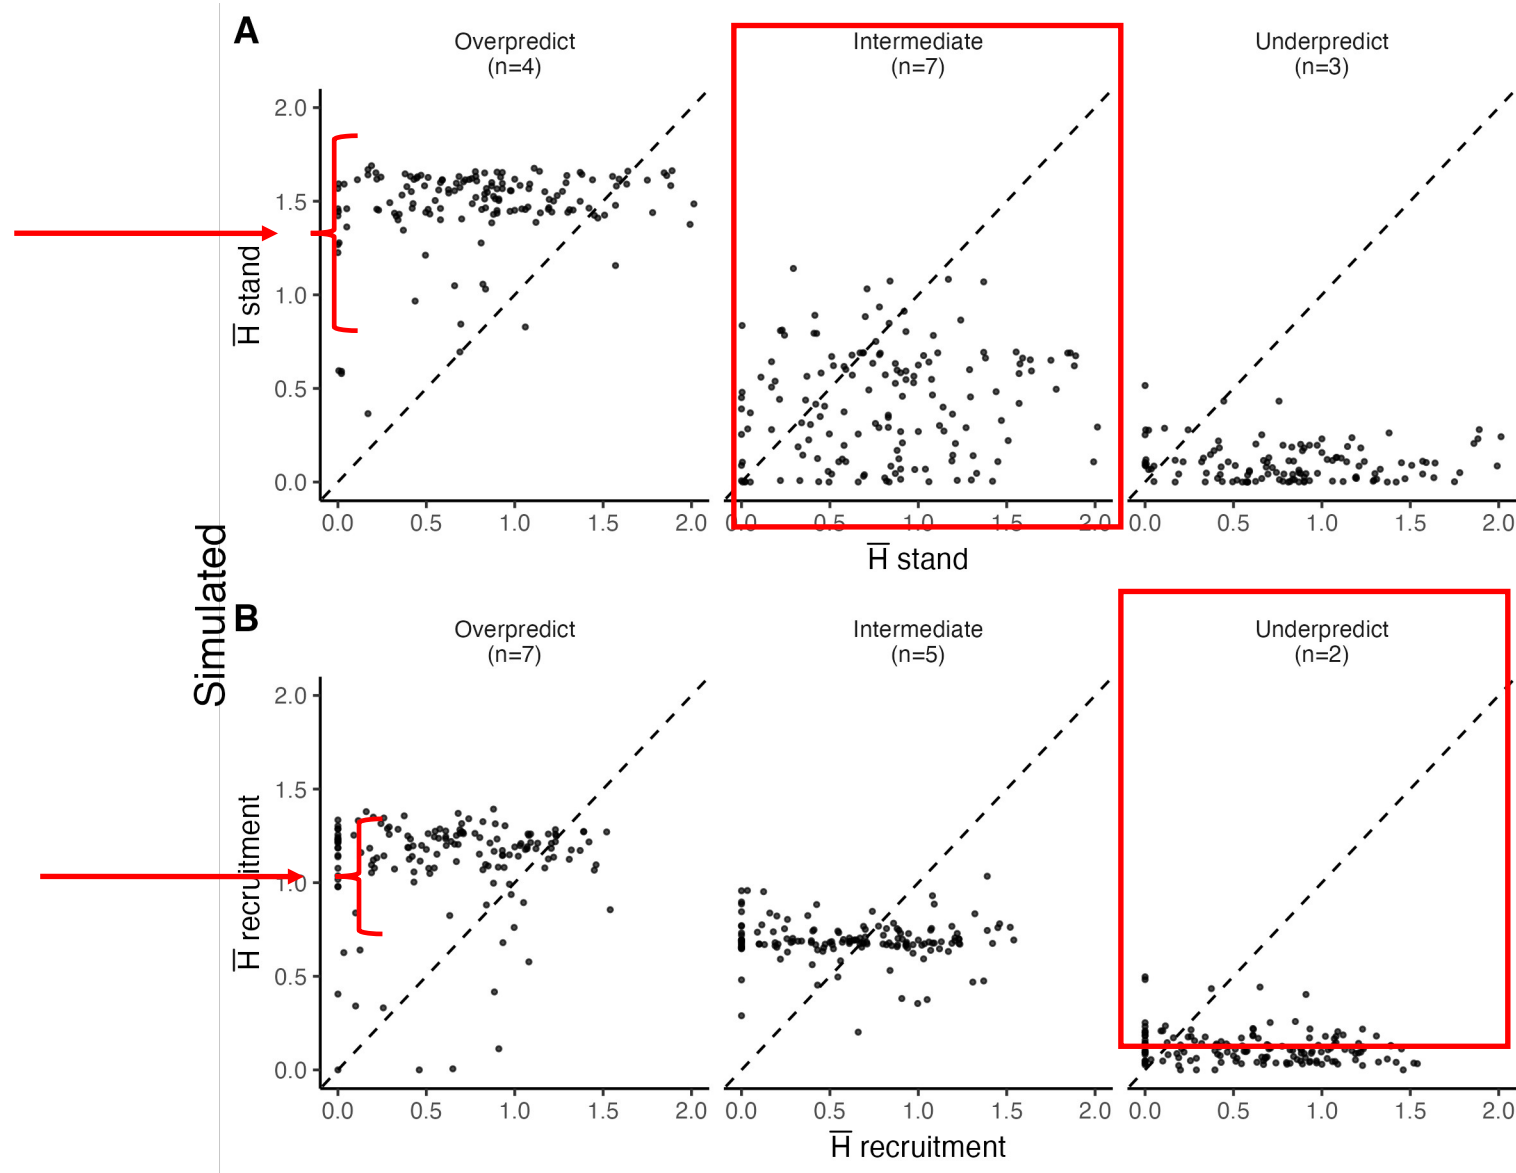 A
Overpredict
(n=4)
Intermediate
(n=7)
Underpredict
(n=3)
2.0
1.5
1.0
0.5
0.0
H̅ stand
0.0 0.5 1.0 1.5 2.0
0.0 0.5 1.0 1.5 2.0
0.0 0.5 1.0 1.5 2.0
H̅ stand
Simulated
B
Overpredict
(n=7)
Intermediate
(n=5)
Underpredict
(n=2)
2.0
1.5
1.0
0.5
0.0
H̅ recruitment
0.0 0.5 1.0 1.5 2.0
0.0 0.5 1.0 1.5 2.0
0.0 0.5 1.0 1.5 2.0
H̅ recruitment